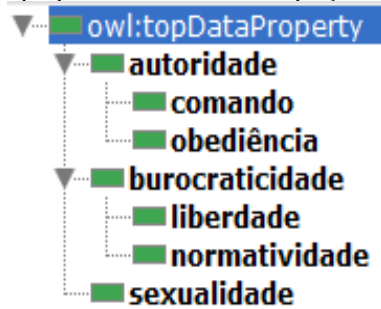 owl:topDataProperty
autoridade
comando
obediência
burocraticidade
liberdade
normatividade
sexualidade